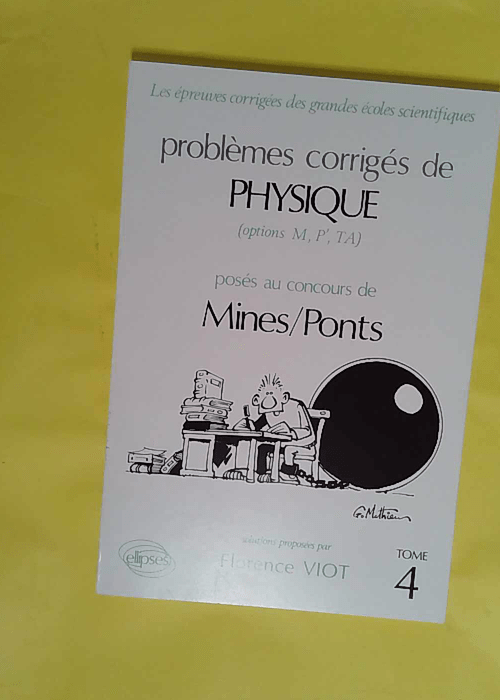 Les épreuves corrigées des grandes écoles scientifiques
problèmes corrigés de
PHYSIQUE
(options M, P', TA)
posés au concours de
Mines/Ponts
solutions proposées par
ellipses
Florence VIOT
TOME
4